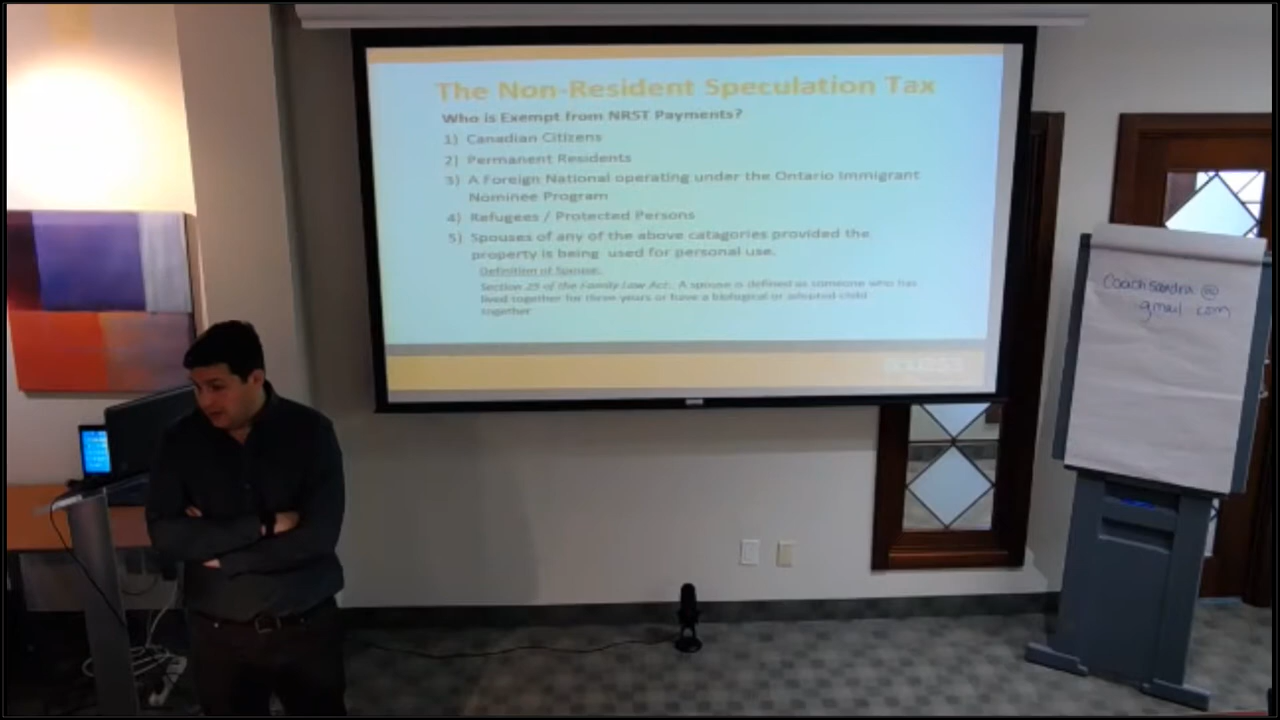 The Non-Resident Speculation Tax
Who is Exempt from NRST Payments?
1) Canadian Citizens
2) Permanent Residents
3) A Foreign National operating under the Ontario Immigrant
Nominee Program
4) Refugees / Protected Persons
5) Spouses of any of the above catagories provided the
property is being used for personal use.
Definition of Spouse.
Section 29 of the Family Law Act. A spouse is defined as someone who has
lived together for three years or have a biological or adopted child
together
Coachsandra @
gmail com